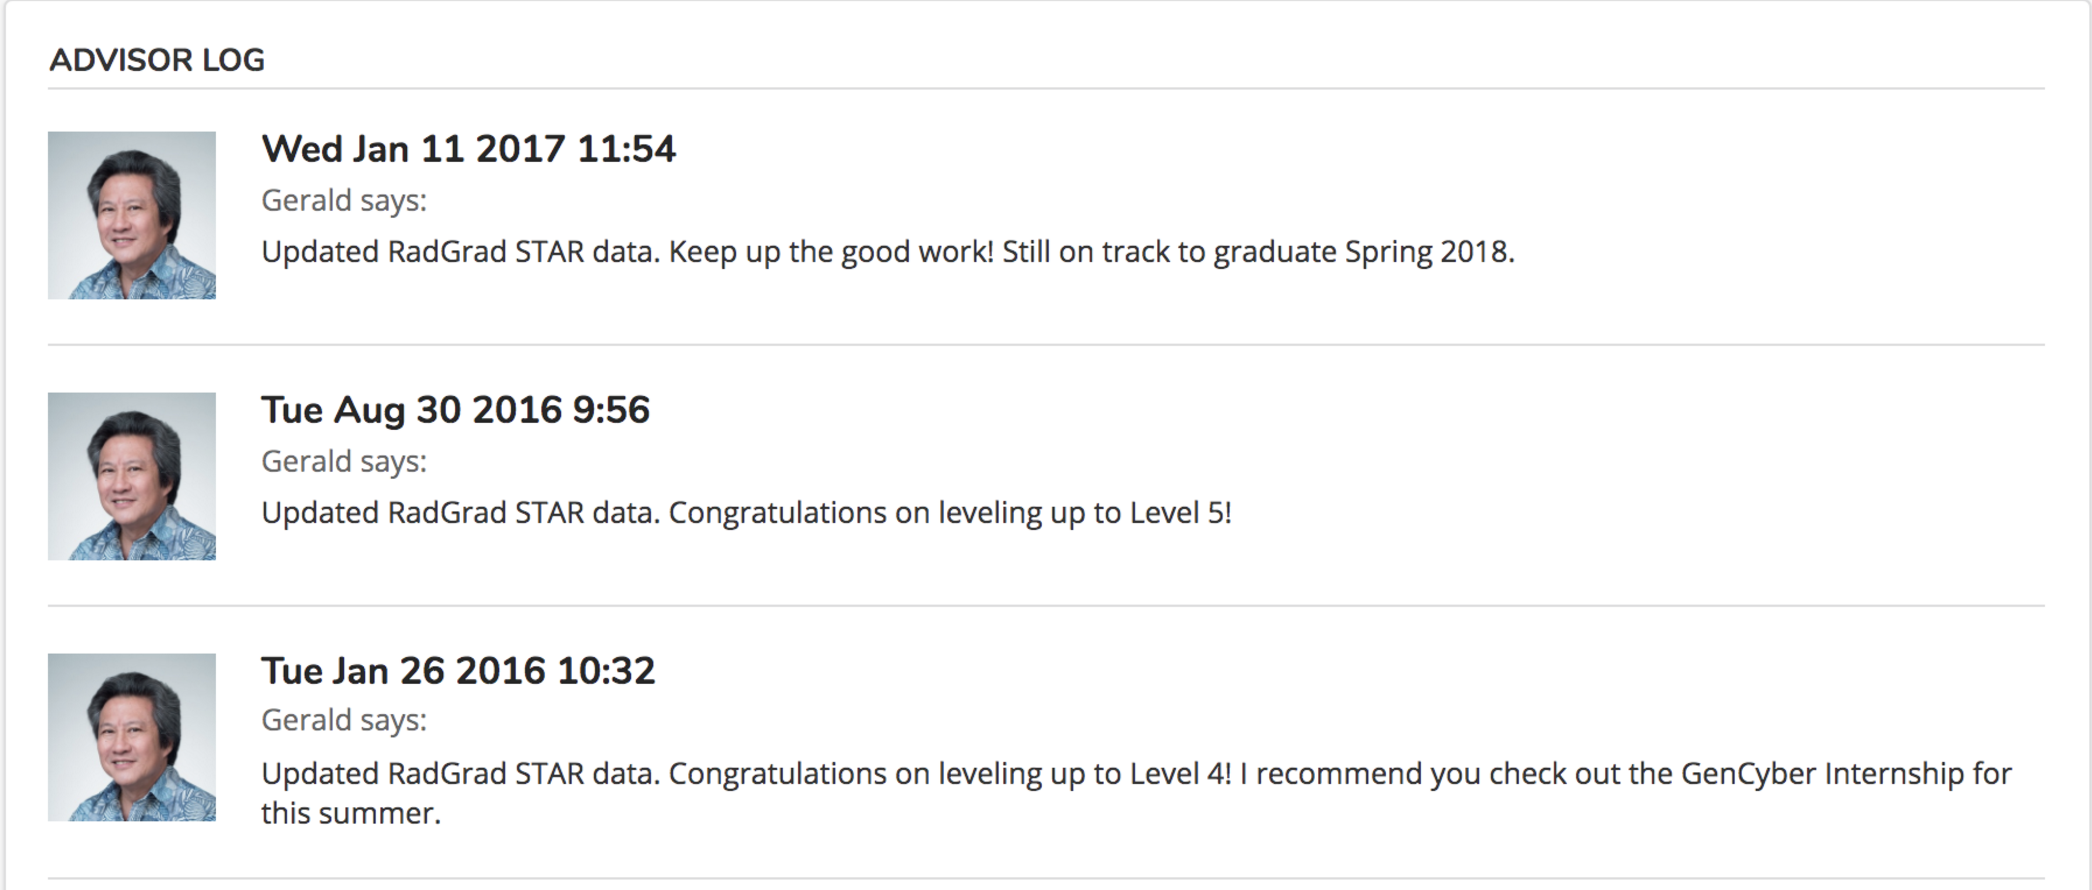 ADVISOR LOG
Wed Jan 11 2017 11:54
Gerald says:
Updated RadGrad STAR data. Keep up the good work! Still on track to graduate Spring 2018.
Tue Aug 30 2016 9:56
Gerald says:
Updated RadGrad STAR data. Congratulations on leveling up to Level 5!
Tue Jan 26 2016 10:32
Gerald says:
Updated RadGrad STAR data. Congratulations on leveling up to Level 4! I recommend you check out the GenCyber Internship for
this summer.